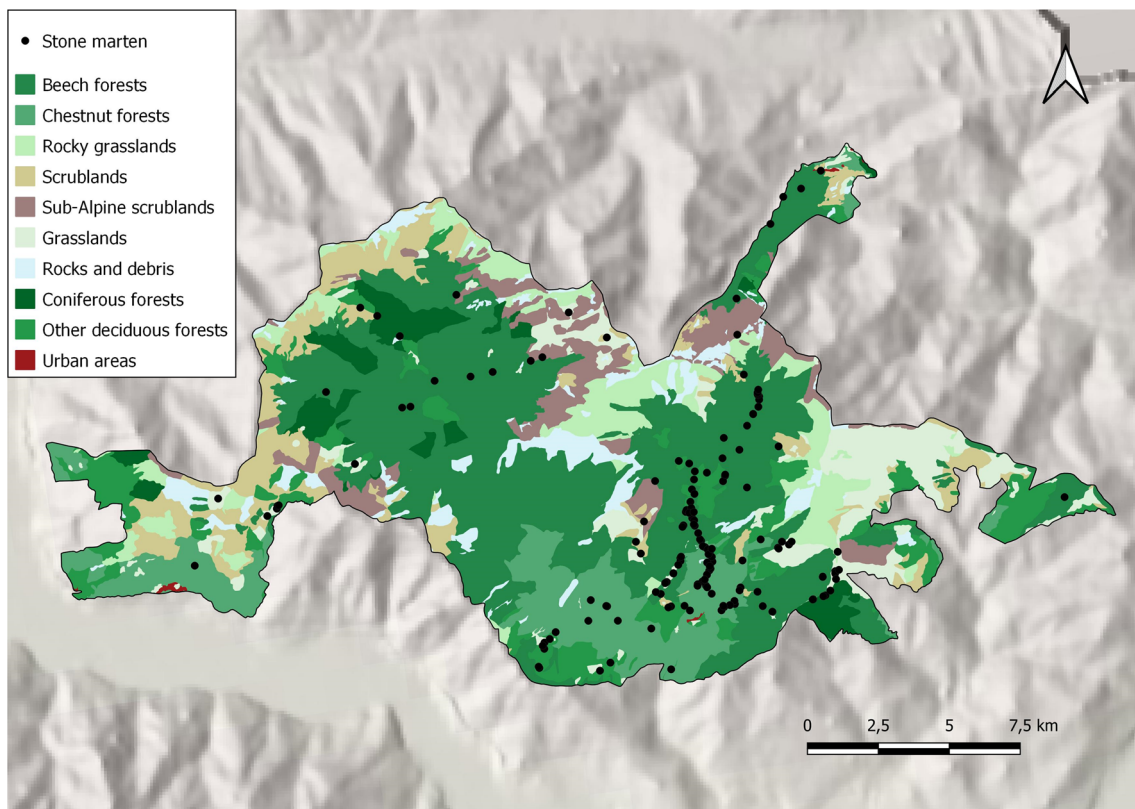 Stone marten
Beech forests
Chestnut forests
Rocky grasslands
Scrublands
Sub-Alpine scrublands
Grasslands
Rocks and debris
Coniferous forests
Other deciduous forests
Urban areas
0 2,5 5 7,5 km